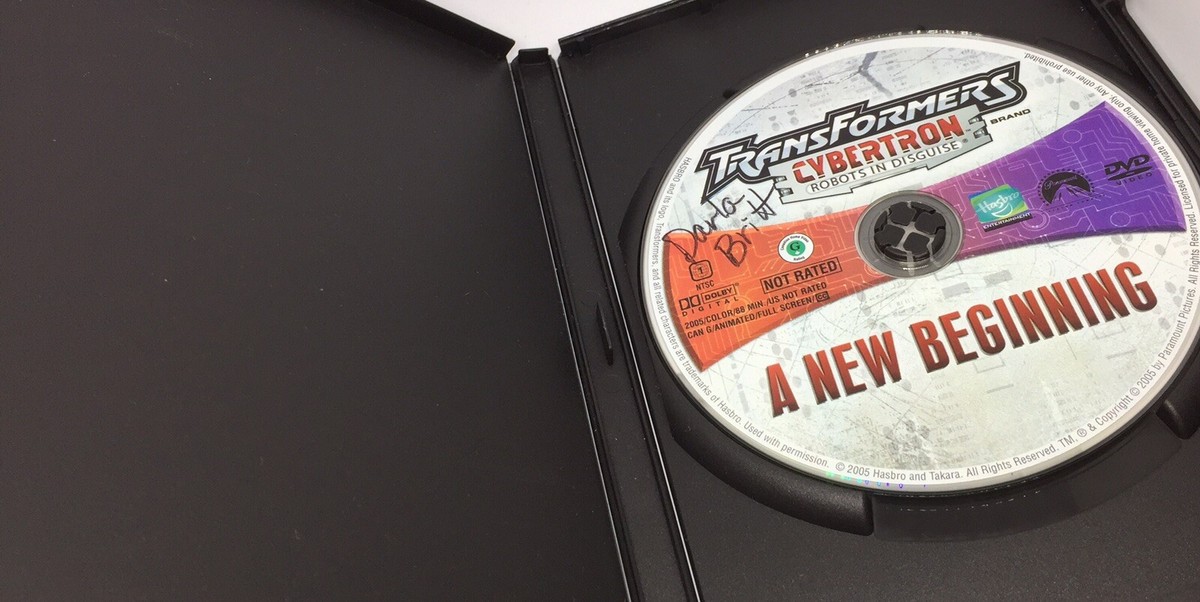 TRANSFORMERS
BRAND
CYBERTRON
ROBOTS IN DISGUISE
Darla
Britt
1
NTSC
G
DOLBY
DIGITAL
NOT RATED
2005/COLOR/88 MIN./US NOT RATED
CAN G/ANIMATED/FULL SCREEN/CC
Hasbro
ENTERTAINMENT
Paramount
DVD
VIDEO
A NEW BEGINNING
HASBRO and its logo, Transformers, and all related characters are trademarks of Hasbro. Used with permission. © 2005 Hasbro and Takara. All Rights Reserved. TM, ® & Copyright © 2005 by Paramount Pictures. All Rights Reserved. Licensed for private home viewing only. Any other use prohibited.